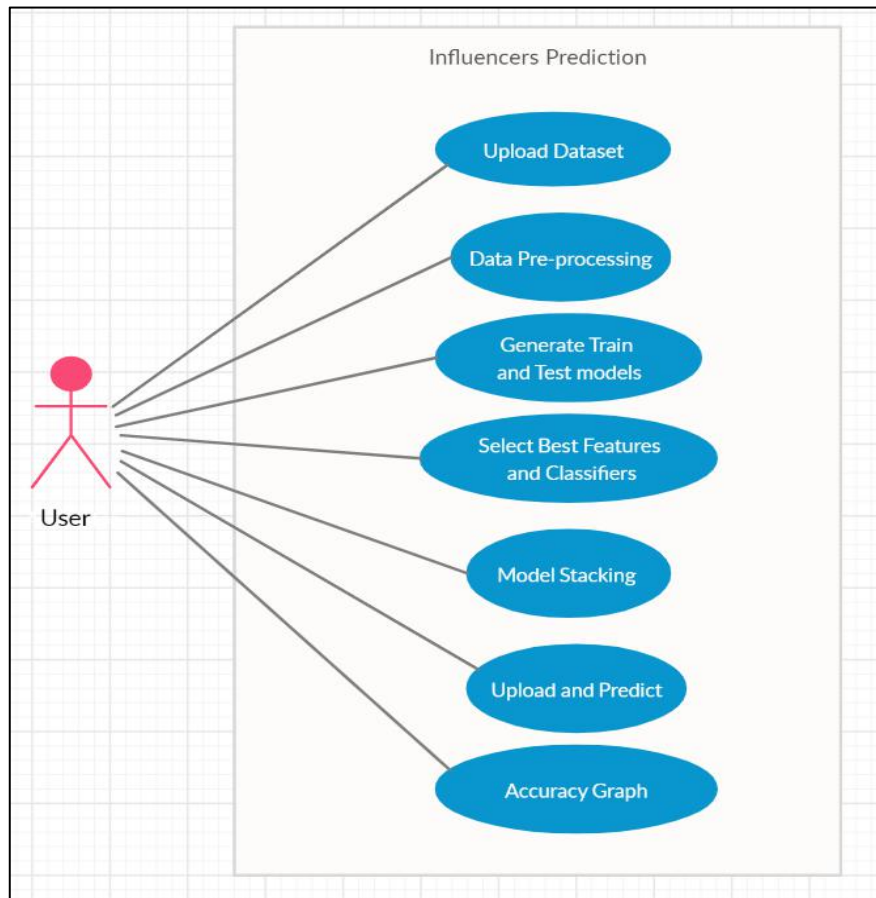 Influencers Prediction
Upload Dataset
Data Pre-processing
Generate Train
and Test models
Select Best Features
and Classifiers
User
Model Stacking
Upload and Predict
Accuracy Graph